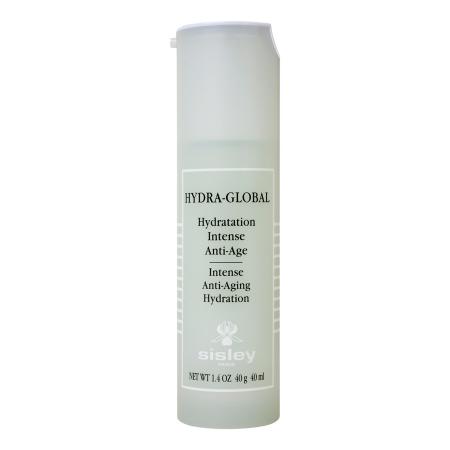 HYDRA-GLOBAL
Hydratation
Intense
Anti-Age
Intense
Anti-Aging
Hydration
sisley
PARIS
NET WT 1.4 OZ 40 g 40 ml